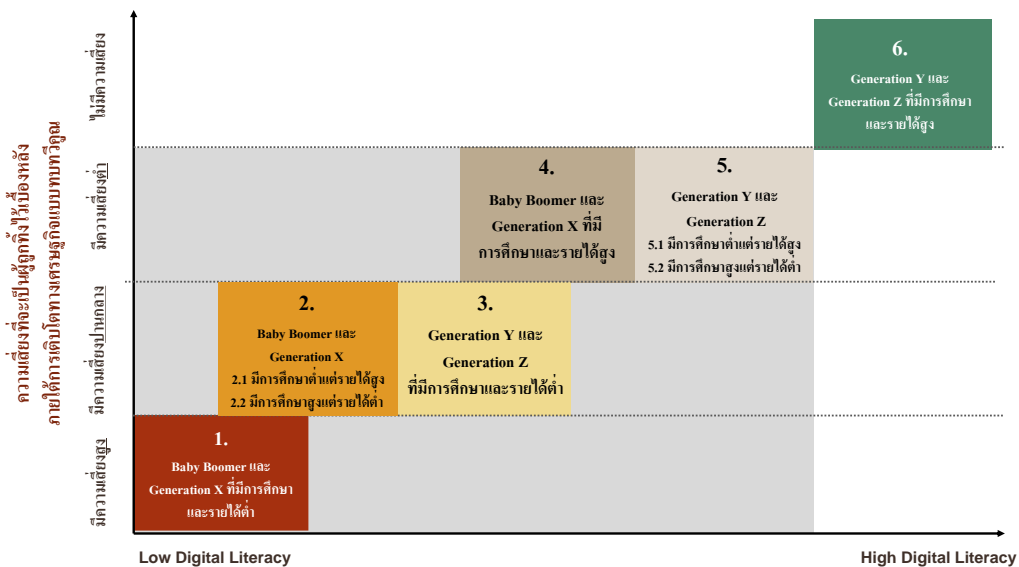 ความเสี่ยงที่จะเป็นผู้ถูกทิ้งไว้เบื้องหลัง
ภายใต้การเติบโตทางเศรษฐกิจแบบทวิสูญ
ไม่มีความเสี่ยง
มีความเสี่ยงต่ำ
มีความเสี่ยงปานกลาง
มีความเสี่ยงสูง
6.
Generation Y และ
Generation Z ที่มีการศึกษา
และรายได้สูง
4.
Baby Boomer และ
Generation X ที่มี
การศึกษาและรายได้สูง
5.
Generation Y และ
Generation Z
5.1 มีการศึกษาต่ำแต่รายได้สูง
5.2 มีการศึกษาสูงแต่รายได้ต่ำ
2.
Baby Boomer และ
Generation X
2.1 มีการศึกษาต่ำแต่รายได้สูง
2.2 มีการศึกษาสูงแต่รายได้ต่ำ
3.
Generation Y และ
Generation Z
ที่มีการศึกษาและรายได้ต่ำ
1.
Baby Boomer และ
Generation X ที่มีการศึกษา
และรายได้ต่ำ
Low Digital Literacy
High Digital Literacy